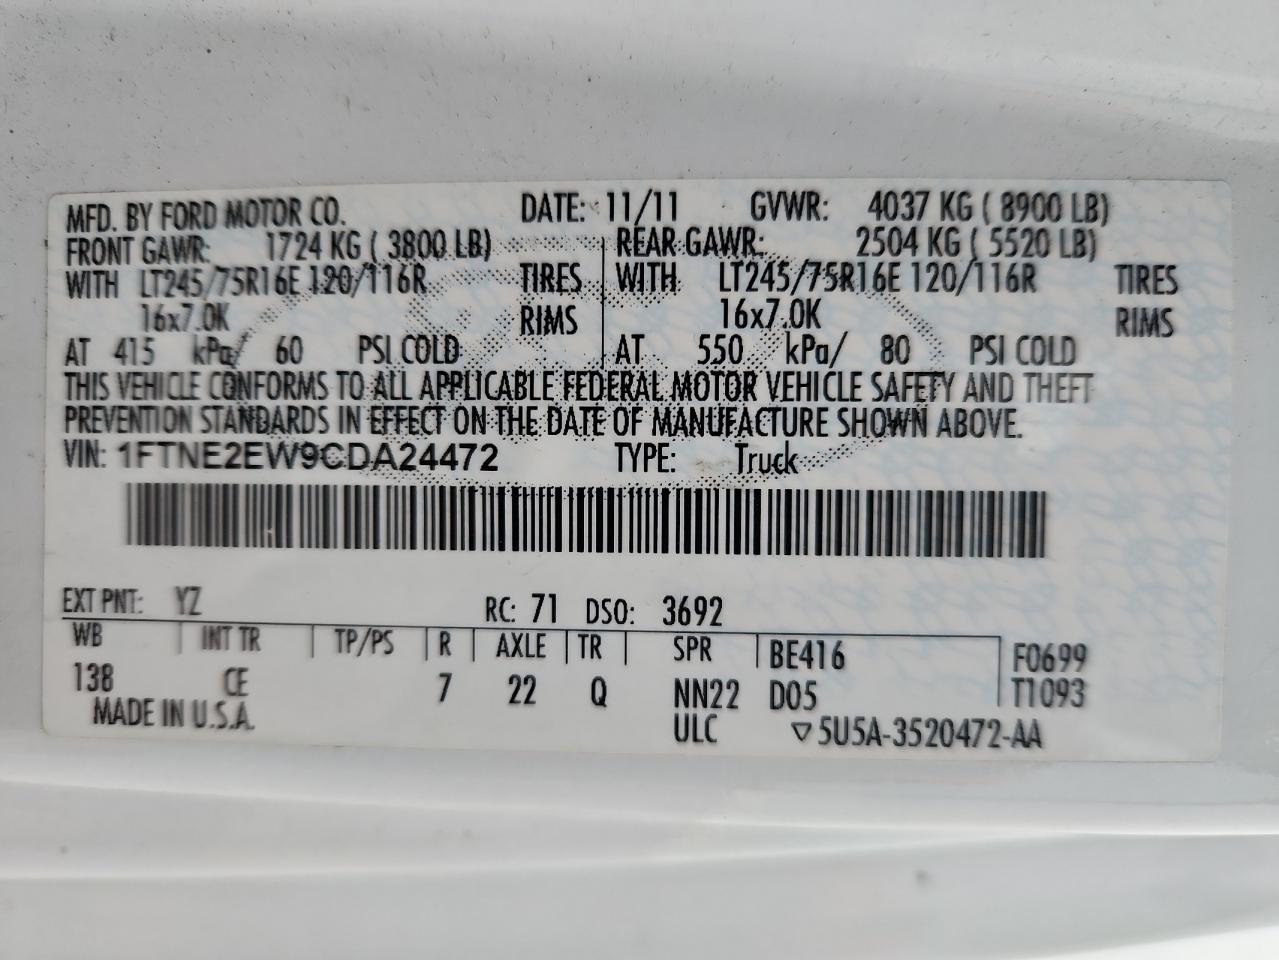 MFD. BY FORD MOTOR CO. DATE: 11/11 GVWR: 4037 KG ( 8900 LB)
FRONT GAWR: 1724 KG ( 3800 LB) REAR GAWR: 2504 KG ( 5520 LB)
WITH LT245/75R16E 120/116R TIRES WITH LT245/75R16E 120/116R TIRES
16x7.0K RIMS 16x7.0K RIMS
AT 415 kPa/ 60 PSI COLD AT 550 kPa/ 80 PSI COLD
THIS VEHICLE CONFORMS TO ALL APPLICABLE FEDERAL MOTOR VEHICLE SAFETY AND THEFT
PREVENTION STANDARDS IN EFFECT ON THE DATE OF MANUFACTURE SHOWN ABOVE.
VIN: 1FTNE2EW9CDA24472 TYPE: Truck
EXT PNT: YZ RC: 71 DSO: 3692
WB INT TR TP/PS R AXLE TR SPR BE416 F0699
138 CE 7 22 Q NN22 D05 T1093
MADE IN U.S.A. ULC ▽5U5A-3520472-AA